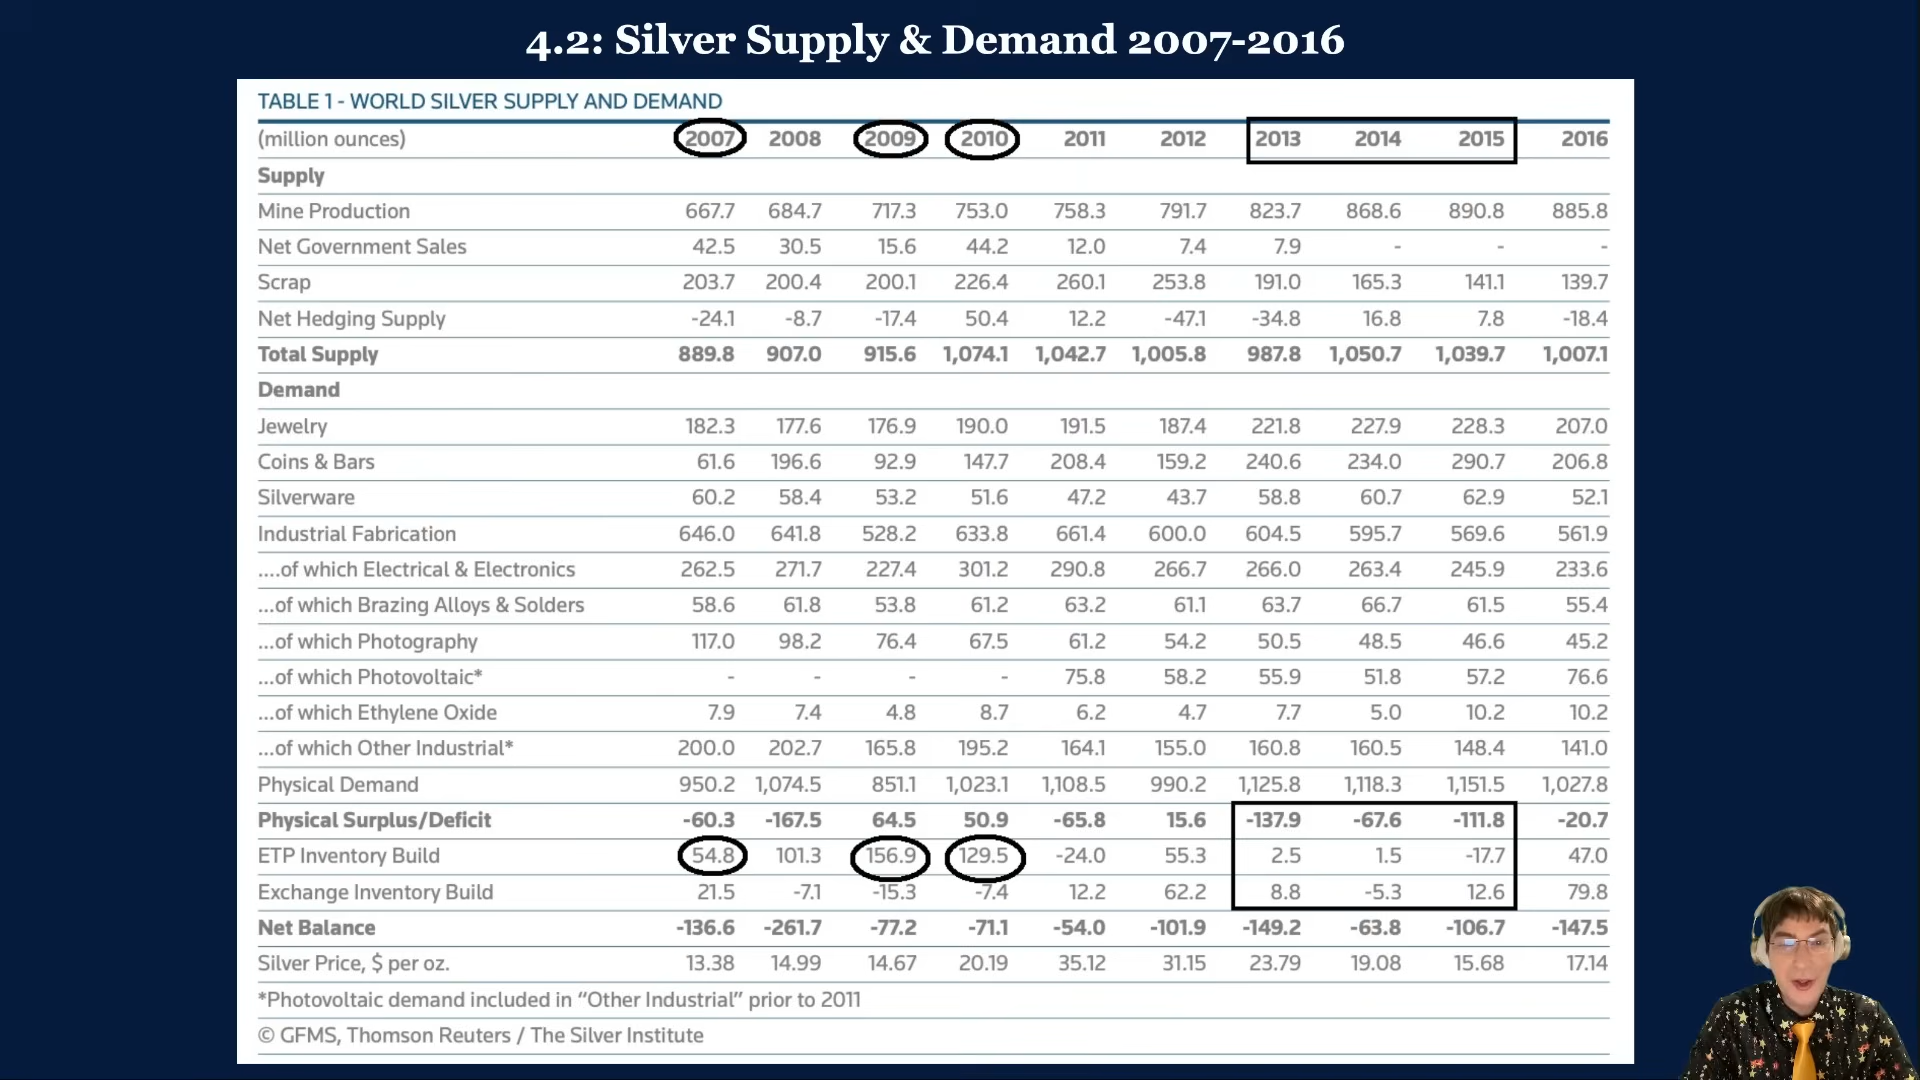 4.2: Silver Supply & Demand 2007-2016
TABLE 1 - WORLD SILVER SUPPLY AND DEMAND
(million ounces) 2007 2008 2009 2010 2011 2012 2013 2014 2015 2016
Supply
Mine Production 667.7 684.7 717.3 753.0 758.3 791.7 823.7 868.6 890.8 885.8
Net Government Sales 42.5 30.5 15.6 44.2 12.0 7.4 7.9 - - -
Scrap 203.7 200.4 200.1 226.4 260.1 253.8 191.0 165.3 141.1 139.7
Net Hedging Supply -24.1 -8.7 -17.4 50.4 12.2 -47.1 -34.8 16.8 7.8 -18.4
Total Supply 889.8 907.0 915.6 1,074.1 1,042.7 1,005.8 987.8 1,050.7 1,039.7 1,007.1
Demand
Jewelry 182.3 177.6 176.9 190.0 191.5 187.4 221.8 227.9 228.3 207.0
Coins & Bars 61.6 196.6 92.9 147.7 208.4 159.2 240.6 234.0 290.7 206.8
Silverware 60.2 58.4 53.2 51.6 47.2 43.7 58.8 60.7 62.9 52.1
Industrial Fabrication 646.0 641.8 528.2 633.8 661.4 600.0 604.5 595.7 569.6 561.9
....of which Electrical & Electronics 262.5 271.7 227.4 301.2 290.8 266.7 266.0 263.4 245.9 233.6
...of which Brazing Alloys & Solders 58.6 61.8 53.8 61.2 63.2 61.1 63.7 66.7 61.5 55.4
...of which Photography 117.0 98.2 76.4 67.5 61.2 54.2 50.5 48.5 46.6 45.2
...of which Photovoltaic* - - - - 75.8 58.2 55.9 51.8 57.2 76.6
...of which Ethylene Oxide 7.9 7.4 4.8 8.7 6.2 4.7 7.7 5.0 10.2 10.2
...of which Other Industrial* 200.0 202.7 165.8 195.2 164.1 155.0 160.8 160.5 148.4 141.0
Physical Demand 950.2 1,074.5 851.1 1,023.1 1,108.5 990.2 1,125.8 1,118.3 1,151.5 1,027.8
Physical Surplus/Deficit -60.3 -167.5 64.5 50.9 -65.8 15.6 -137.9 -67.6 -111.8 -20.7
ETP Inventory Build 54.8 101.3 156.9 129.5 -24.0 55.3 2.5 1.5 -17.7 47.0
Exchange Inventory Build 21.5 -7.1 -15.3 -7.4 12.2 62.2 8.8 -5.3 12.6 79.8
Net Balance -136.6 -261.7 -77.2 -71.1 -54.0 -101.9 -149.2 -63.8 -106.7 -147.5
Silver Price, $ per oz. 13.38 14.99 14.67 20.19 35.12 31.15 23.79 19.08 15.68 17.14
*Photovoltaic demand included in “Other Industrial” prior to 2011
© GFMS, Thomson Reuters / The Silver Institute